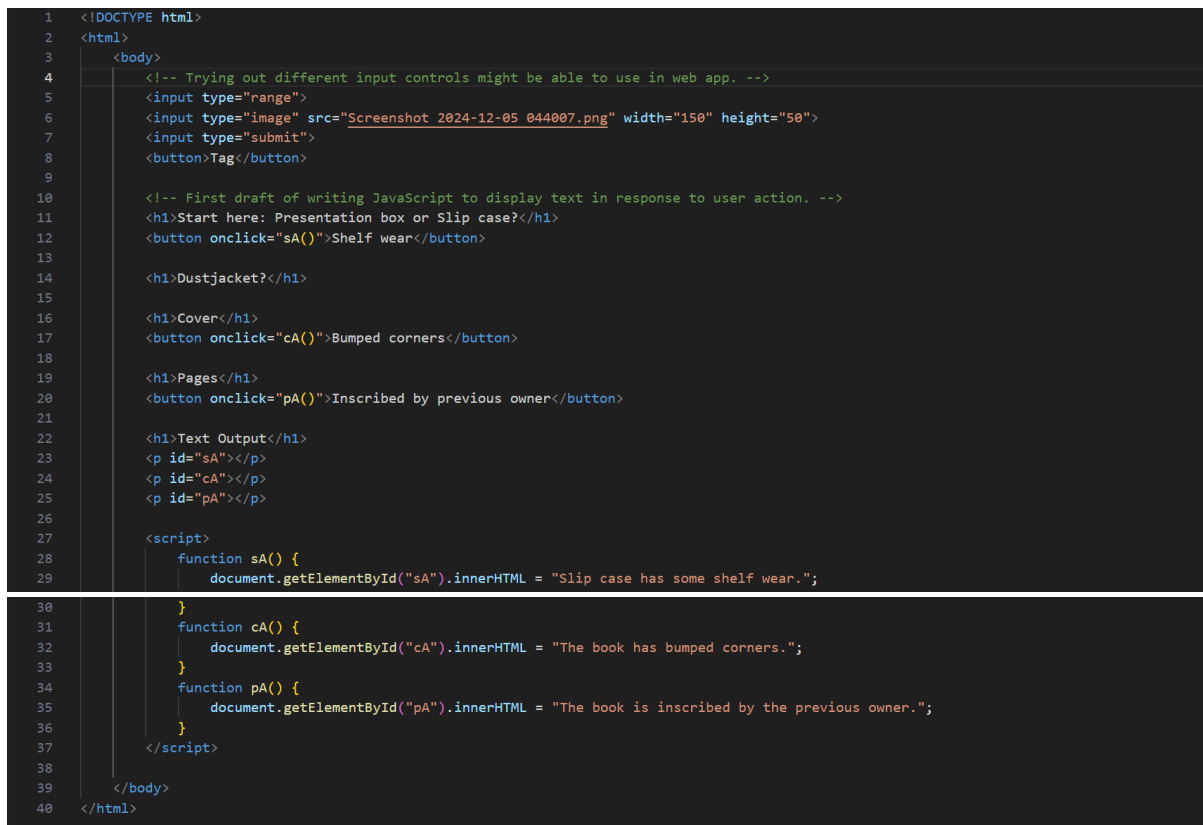 1 <!DOCTYPE html>
2 <html>
3 <body>
4 <!-- Trying out different input controls might be able to use in web app. -->
5 <input type="range">
6 <input type="image" src="Screenshot 2024-12-05 044007.png" width="150" height="50">
7 <input type="submit">
8 <button>Tag</button>
9
10 <!-- First draft of writing JavaScript to display text in response to user action. -->
11 <h1>Start here: Presentation box or Slip case?</h1>
12 <button onclick="sA()">Shelf wear</button>
13
14 <h1>Dustjacket?</h1>
15
16 <h1>Cover</h1>
17 <button onclick="cA()">Bumped corners</button>
18
19 <h1>Pages</h1>
20 <button onclick="pA()">Inscribed by previous owner</button>
21
22 <h1>Text Output</h1>
23 <p id="sA"></p>
24 <p id="cA"></p>
25 <p id="pA"></p>
26
27 <script>
28 function sA() {
29 document.getElementById("sA").innerHTML = "Slip case has some shelf wear.";
30 }
31 function cA() {
32 document.getElementById("cA").innerHTML = "The book has bumped corners.";
33 }
34 function pA() {
35 document.getElementById("pA").innerHTML = "The book is inscribed by the previous owner.";
36 }
37 </script>
38
39 </body>
40 </html>